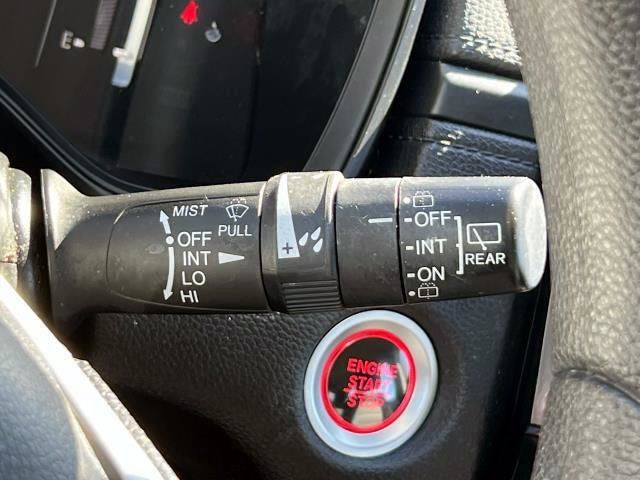 E
MIST
OFF
PULL
INT
LO
HI
+
OFF
INT
ON
REAR
ENGINE
START
STOP